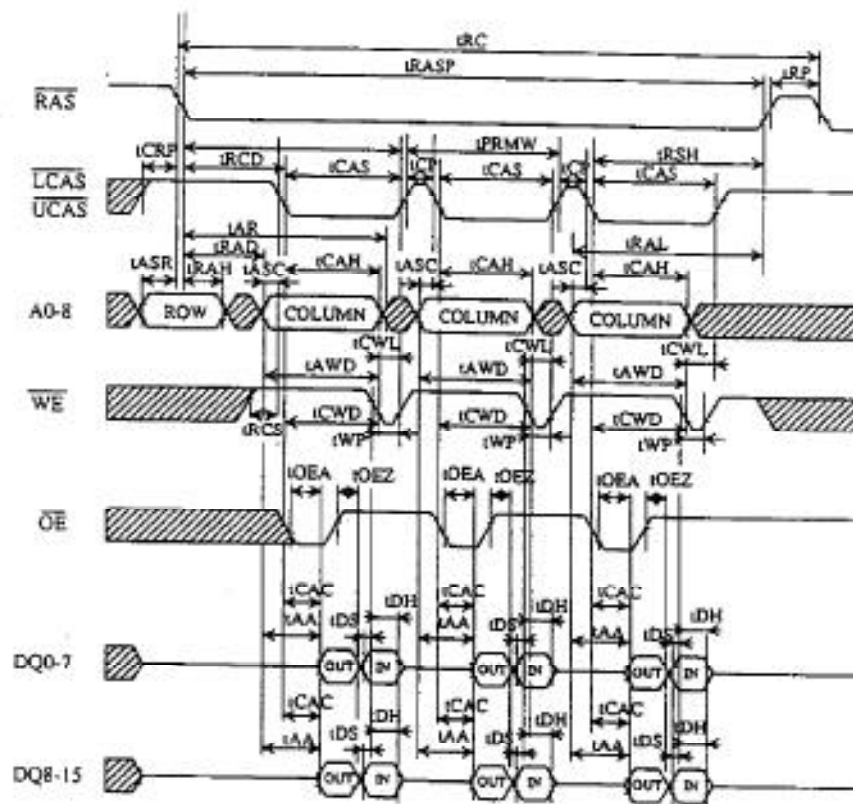 tRC
tRASP
tRP
RAS
tCRP
tRCD
tCAS
tCP
tPRMW
tCAS
tCP
tRSH
tCAS
LCAS
UCAS
tAR
tRAD
tRAL
tASR
tRAH
tASC
tCAH
tASC
tCAH
tASC
tCAH
A0-8
ROW
COLUMN
COLUMN
COLUMN
tCWL
tCWL
tCWL
tAWD
tAWD
tAWD
WE
tRCS
tCWD
tWP
tCWD
tWP
tCWD
tWP
tOEA
tOEZ
tOEA
tOEZ
tOEA
tOEZ
OE
tCAC
tDH
tCAC
tDH
tCAC
tDH
tAA
tDS
tAA
tDS
tAA
tDS
DQ0-7
OUT
IN
OUT
IN
OUT
IN
tCAC
tDH
tCAC
tDH
tCAC
tDH
tAA
tDS
tAA
tDS
tAA
tDS
DQ8-15
OUT
IN
OUT
IN
OUT
IN